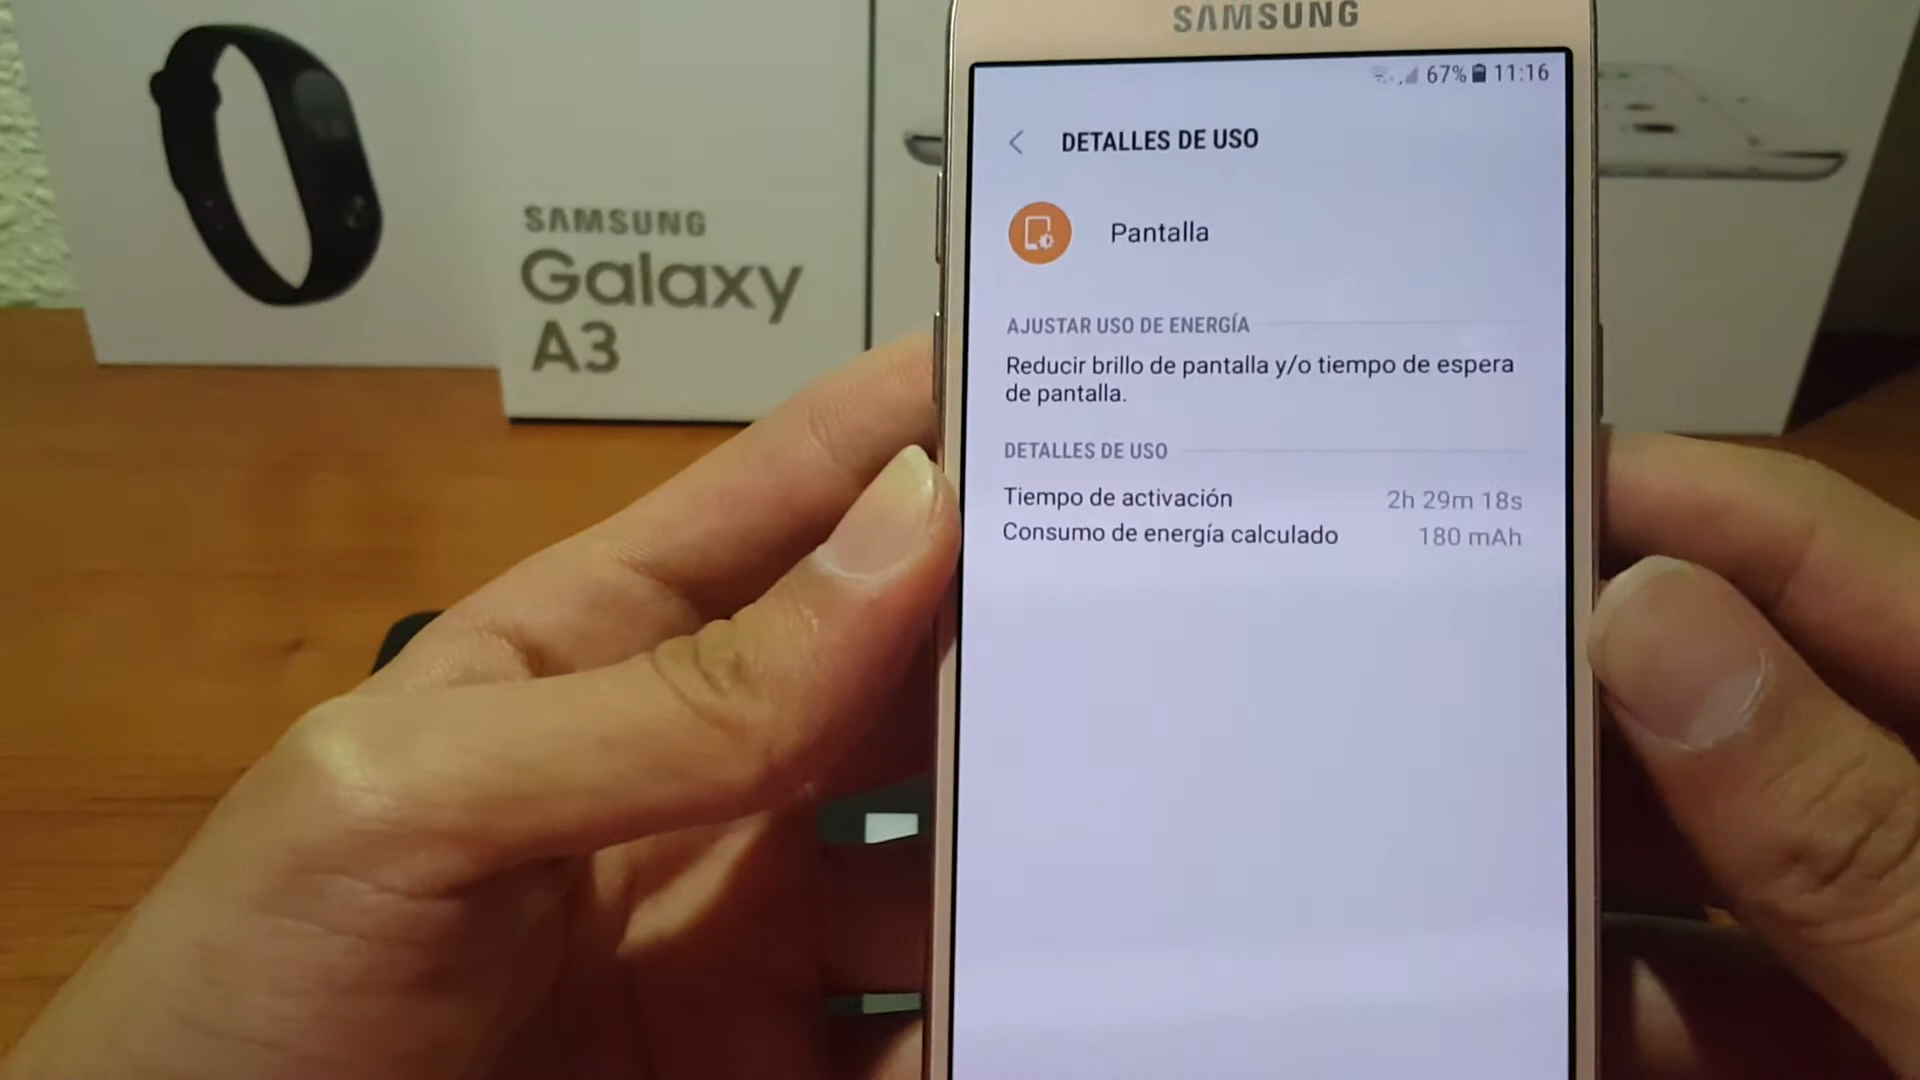 SAMSUNG
Galaxy
A3
SAMSUNG
67% 11:16
DETALLES DE USO
Pantalla
AJUSTAR USO DE ENERGÍA
Reducir brillo de pantalla y/o tiempo de espera
de pantalla.
DETALLES DE USO
Tiempo de activación 2h 29m 18s
Consumo de energía calculado 180 mAh